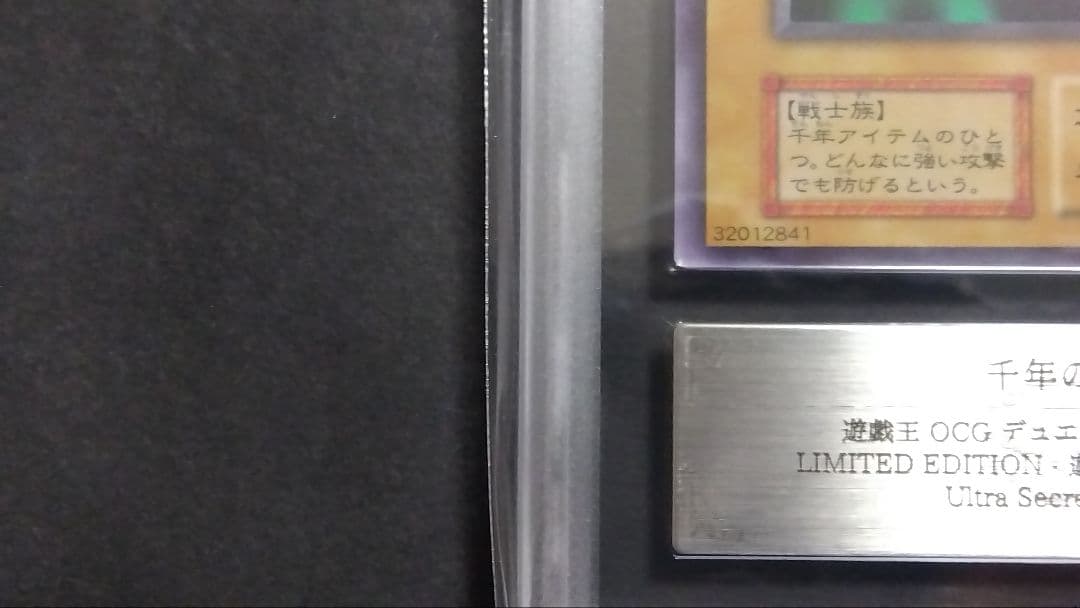 【戦士族】
千年アイテムのひと
つ。どんなに強い攻撃
でも防げるという。
32012841
千年の
遊戯王 OCG デュエ
LIMITED EDITION - 遊
Ultra Secre